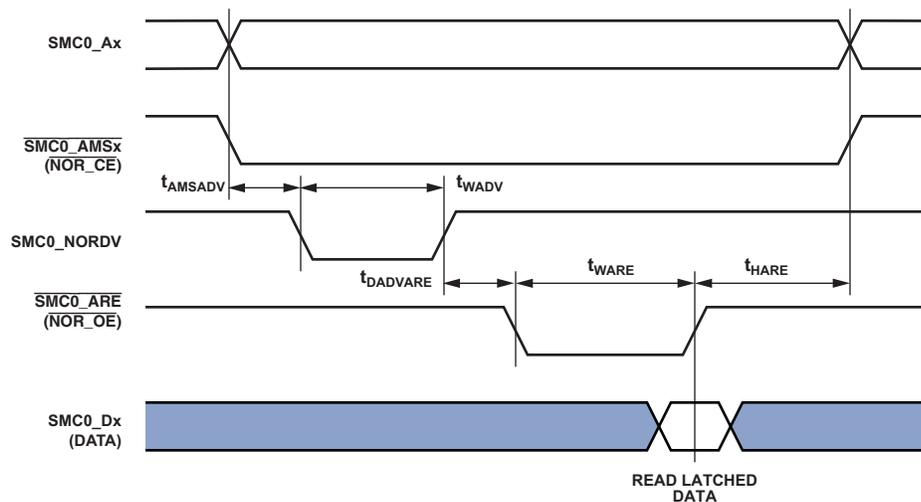 SMC0_Ax
SMC0_AMSx
(NOR_CE)
tAMSADV
tWADV
SMC0_NORDV
tDADVARE
tWARE
tHARE
SMC0_ARE
(NOR_OE)
SMC0_Dx
(DATA)
READ LATCHED
DATA